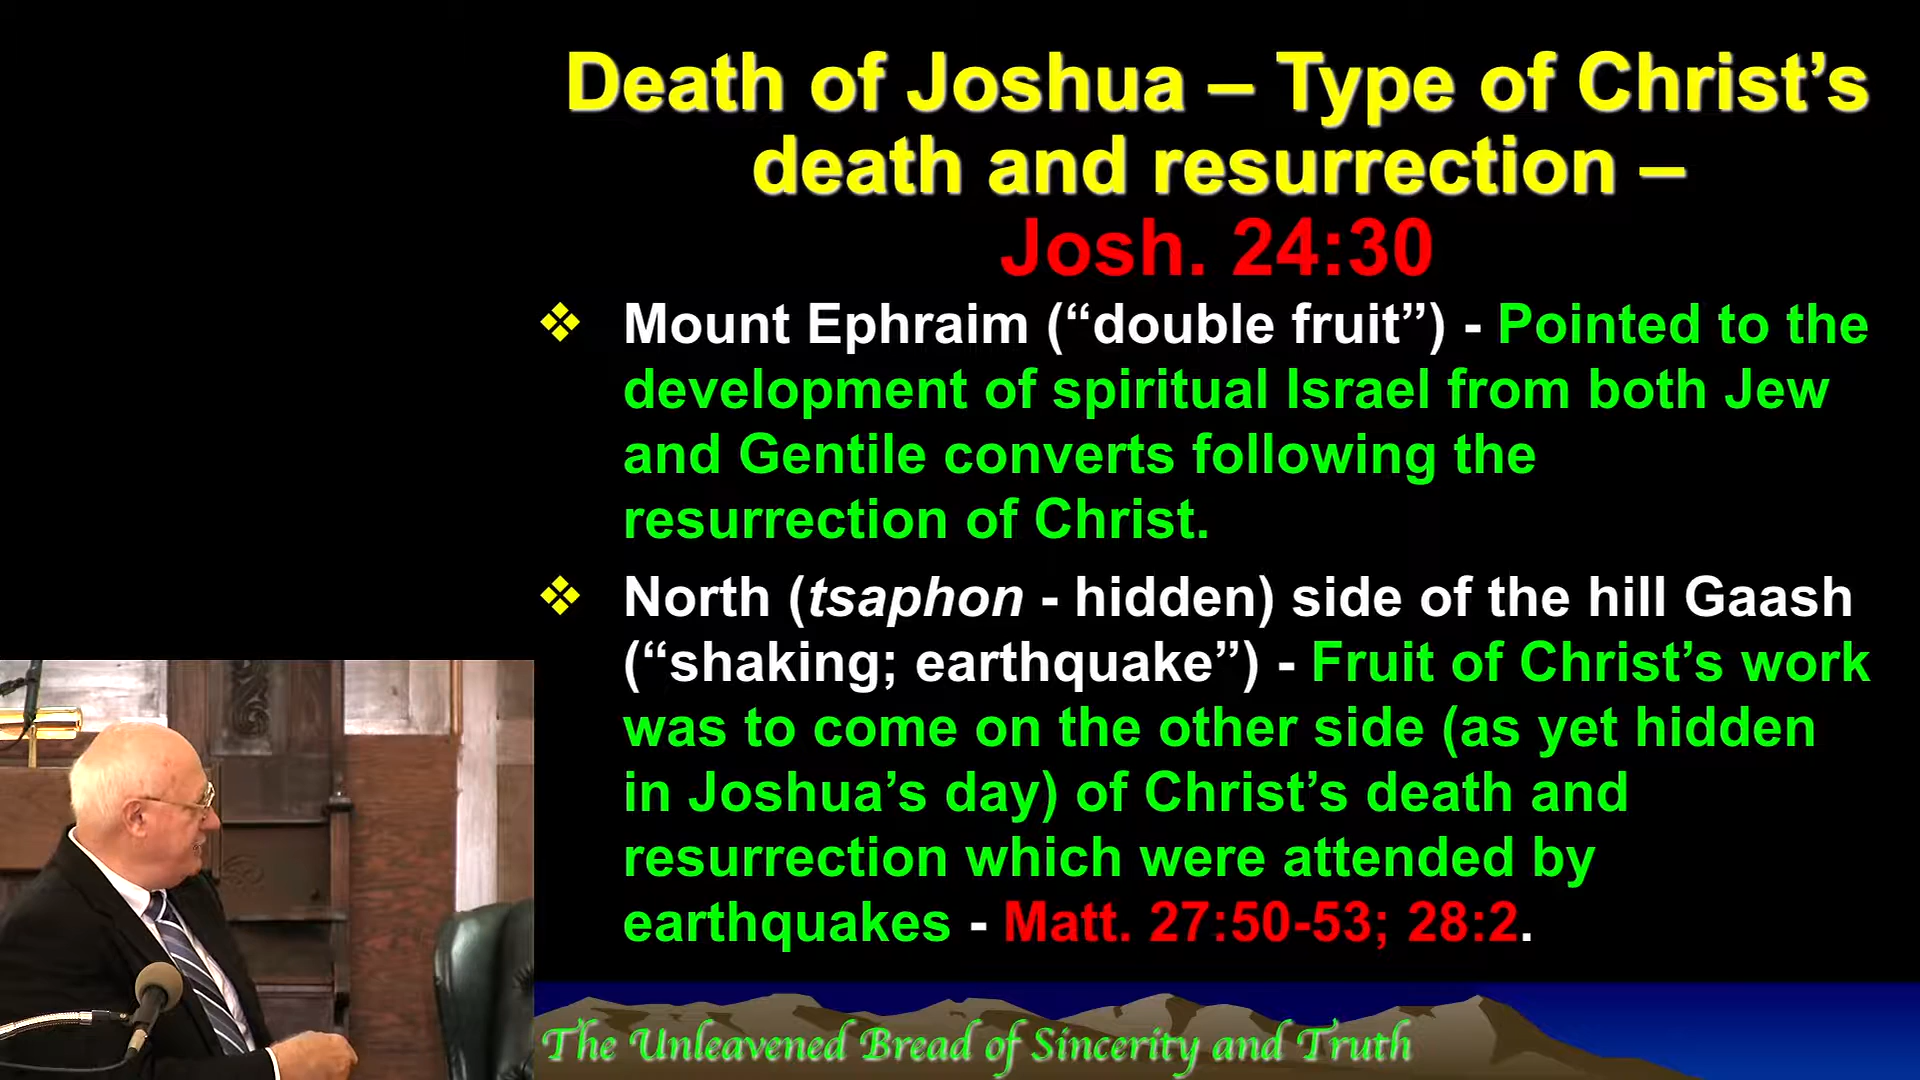 Death of Joshua – Type of Christ’s
death and resurrection –
Josh. 24:30
❖ Mount Ephraim (“double fruit”) - Pointed to the
development of spiritual Israel from both Jew
and Gentile converts following the
resurrection of Christ.
❖ North (tsaphon - hidden) side of the hill Gaash
(“shaking; earthquake”) - Fruit of Christ’s work
was to come on the other side (as yet hidden
in Joshua’s day) of Christ’s death and
resurrection which were attended by
earthquakes - Matt. 27:50-53; 28:2.
The Unleavened Bread of Sincerity and Truth